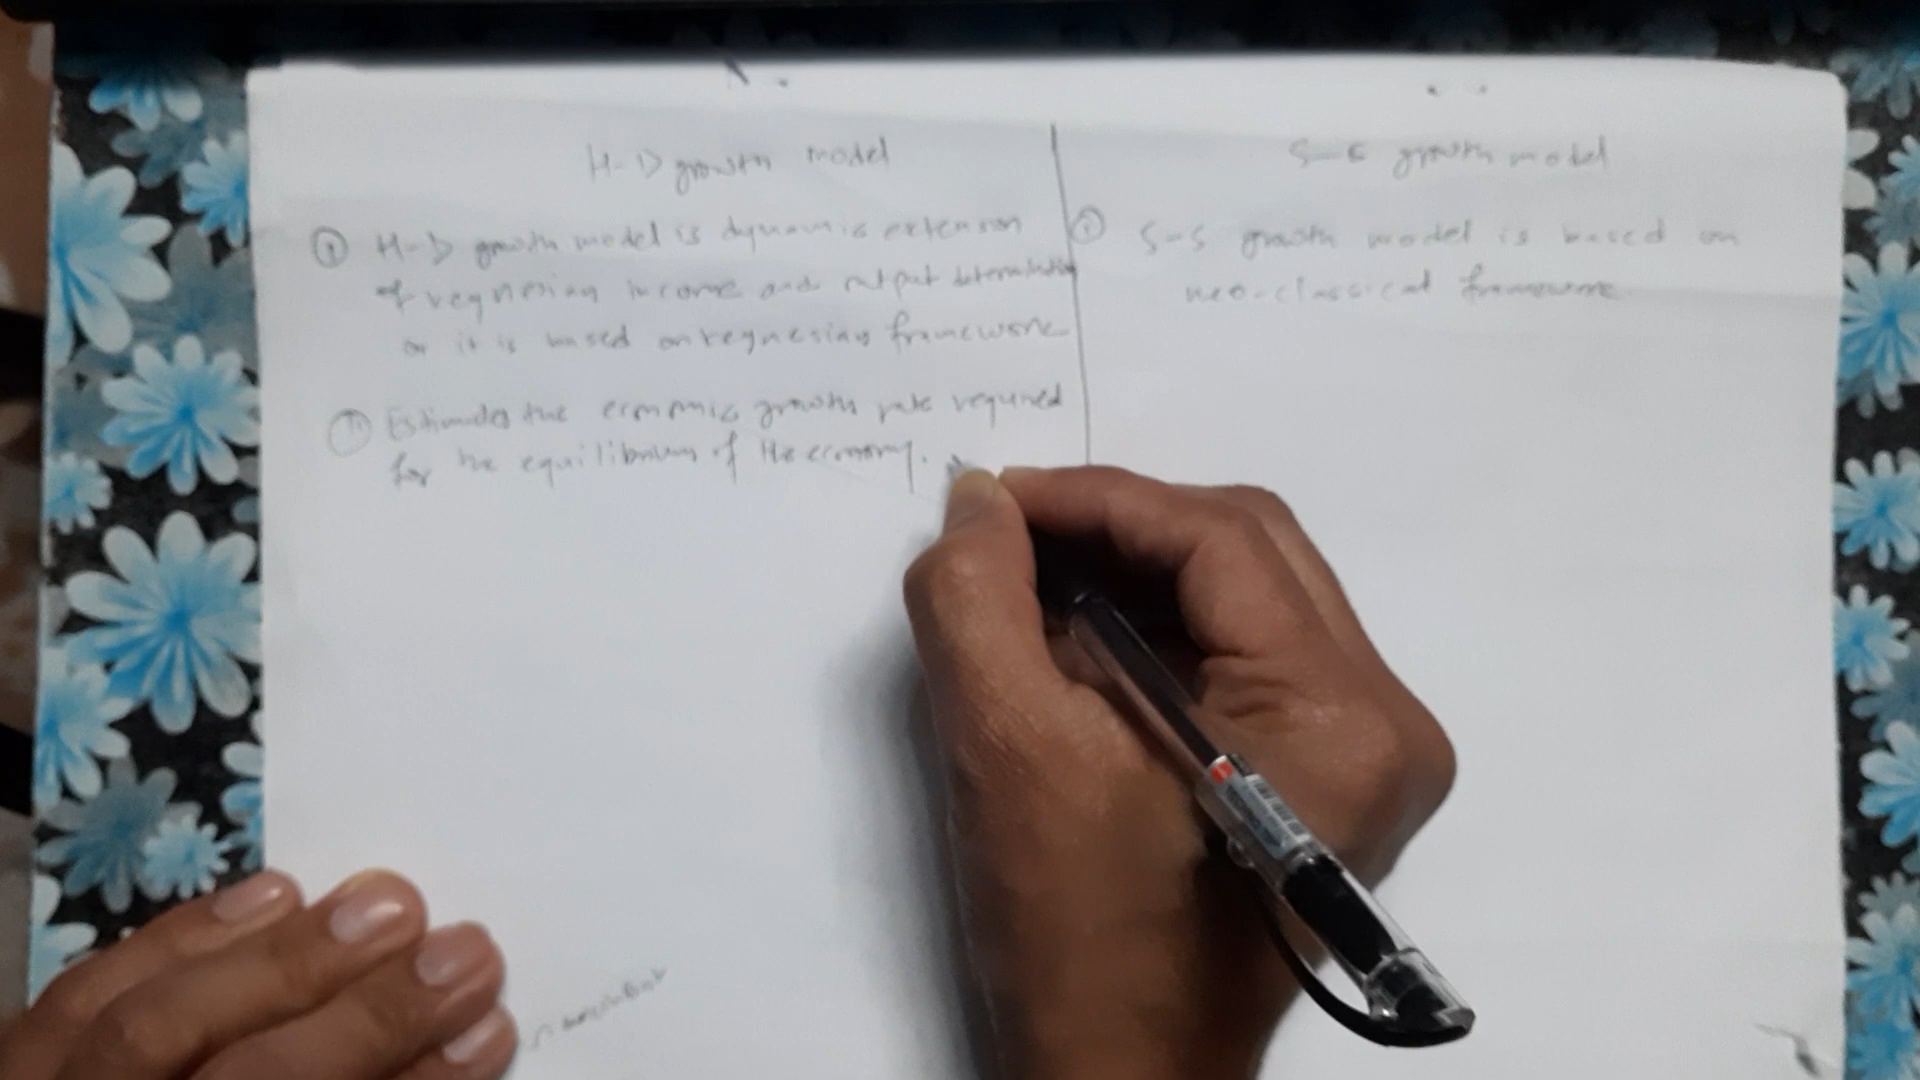 H-D growth model
① H-D growth model is dynamic extension
of keynesian income and output determination
or it is based on keynesian framework
② Estimates the economic growth rate required
for the equilibrium of the economy.
S-S growth model
① S-S growth model is based on
neo-classical framework